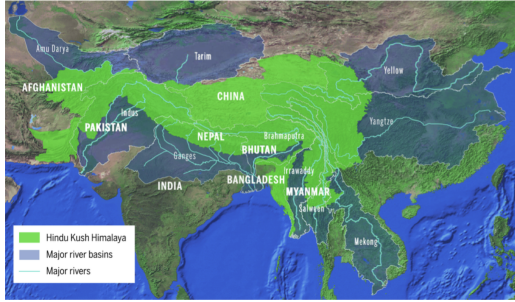 Amu Darya
Tarim
Yellow
AFGHANISTAN
CHINA
Indus
Yangtze
PAKISTAN
NEPAL
Brahmaputra
BHUTAN
Ganges
Irrawaddy
INDIA
BANGLADESH
MYANMAR
Salween
Mekong
Hindu Kush Himalaya
Major river basins
Major rivers